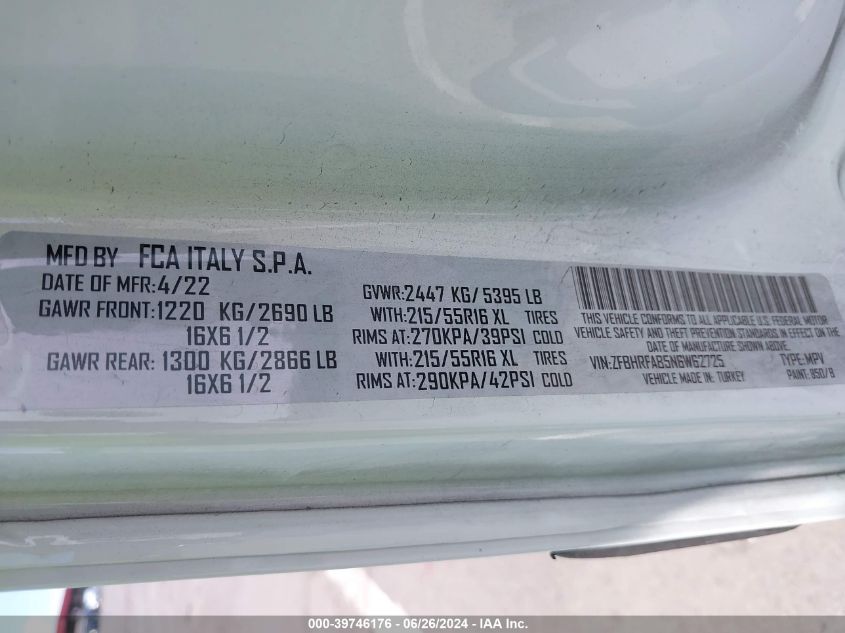 MFD BY FCA ITALY S.P.A.
DATE OF MFR:4/22
GAWR FRONT:1220 KG/2690 LB
16X6 1/2
GAWR REAR: 1300 KG/2866 LB
16X6 1/2
GVWR:2447 KG/ 5395 LB
WITH:215/55R16 XL TIRES
RIMS AT:270KPA/39PSI COLD
WITH:215/55R16 XL TIRES
RIMS AT:290KPA/42PSI COLD
THIS VEHICLE CONFORMS TO ALL APPLICABLE U.S. FEDERAL MOTOR
VEHICLE SAFETY AND THEFT PREVENTION STANDARDS IN EFFECT ON THE
DATE OF MANUFACTURE SHOWN ABOVE.
VIN:ZFBHRFAB5N6W62725 TYPE:MPV
VEHICLE MADE IN: TURKEY PAINT: 950/B
000-39746176 - 06/26/2024 - IAA Inc.